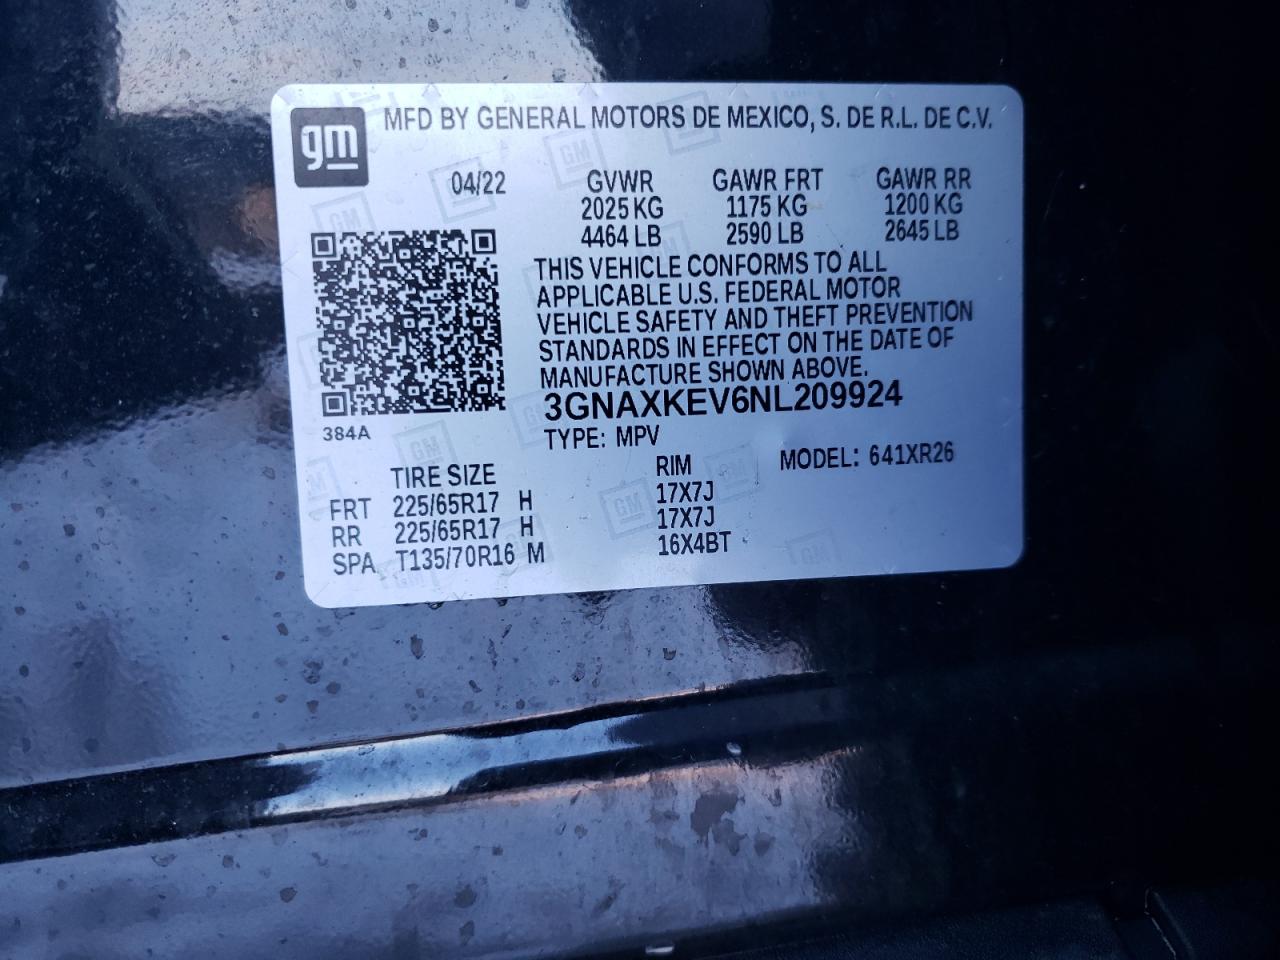 gm
MFD BY GENERAL MOTORS DE MEXICO, S. DE R.L. DE C.V.
04/22 GVWR GAWR FRT GAWR RR
2025 KG 1175 KG 1200 KG
4464 LB 2590 LB 2645 LB
THIS VEHICLE CONFORMS TO ALL
APPLICABLE U.S. FEDERAL MOTOR
VEHICLE SAFETY AND THEFT PREVENTION
STANDARDS IN EFFECT ON THE DATE OF
MANUFACTURE SHOWN ABOVE.
3GNAXKEV6NL209924
384A
TYPE: MPV MODEL: 641XR26
TIRE SIZE RIM
FRT 225/65R17 H 17X7J
RR 225/65R17 H 17X7J
SPA T135/70R16 M 16X4BT